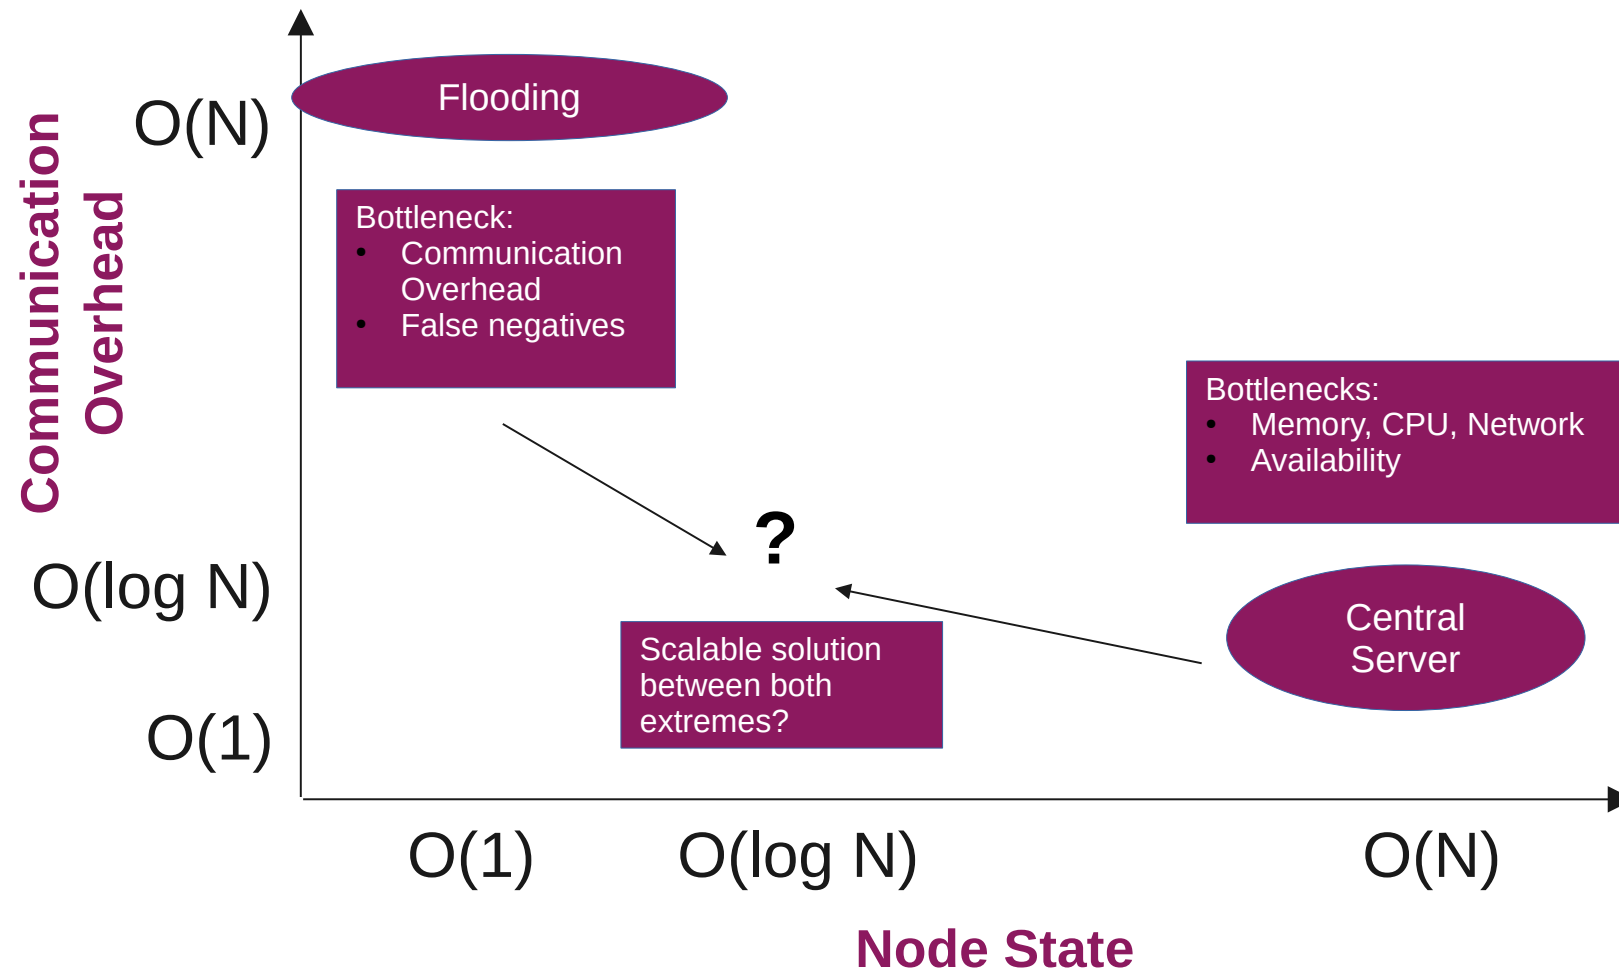 Communication
Overhead
O(N)
Flooding
Bottleneck:
• Communication
Overhead
• False negatives
Bottlenecks:
• Memory, CPU, Network
• Availability
?
O(log N)
Central
Server
Scalable solution
between both
extremes?
O(1)
O(1)
O(log N)
O(N)
Node State